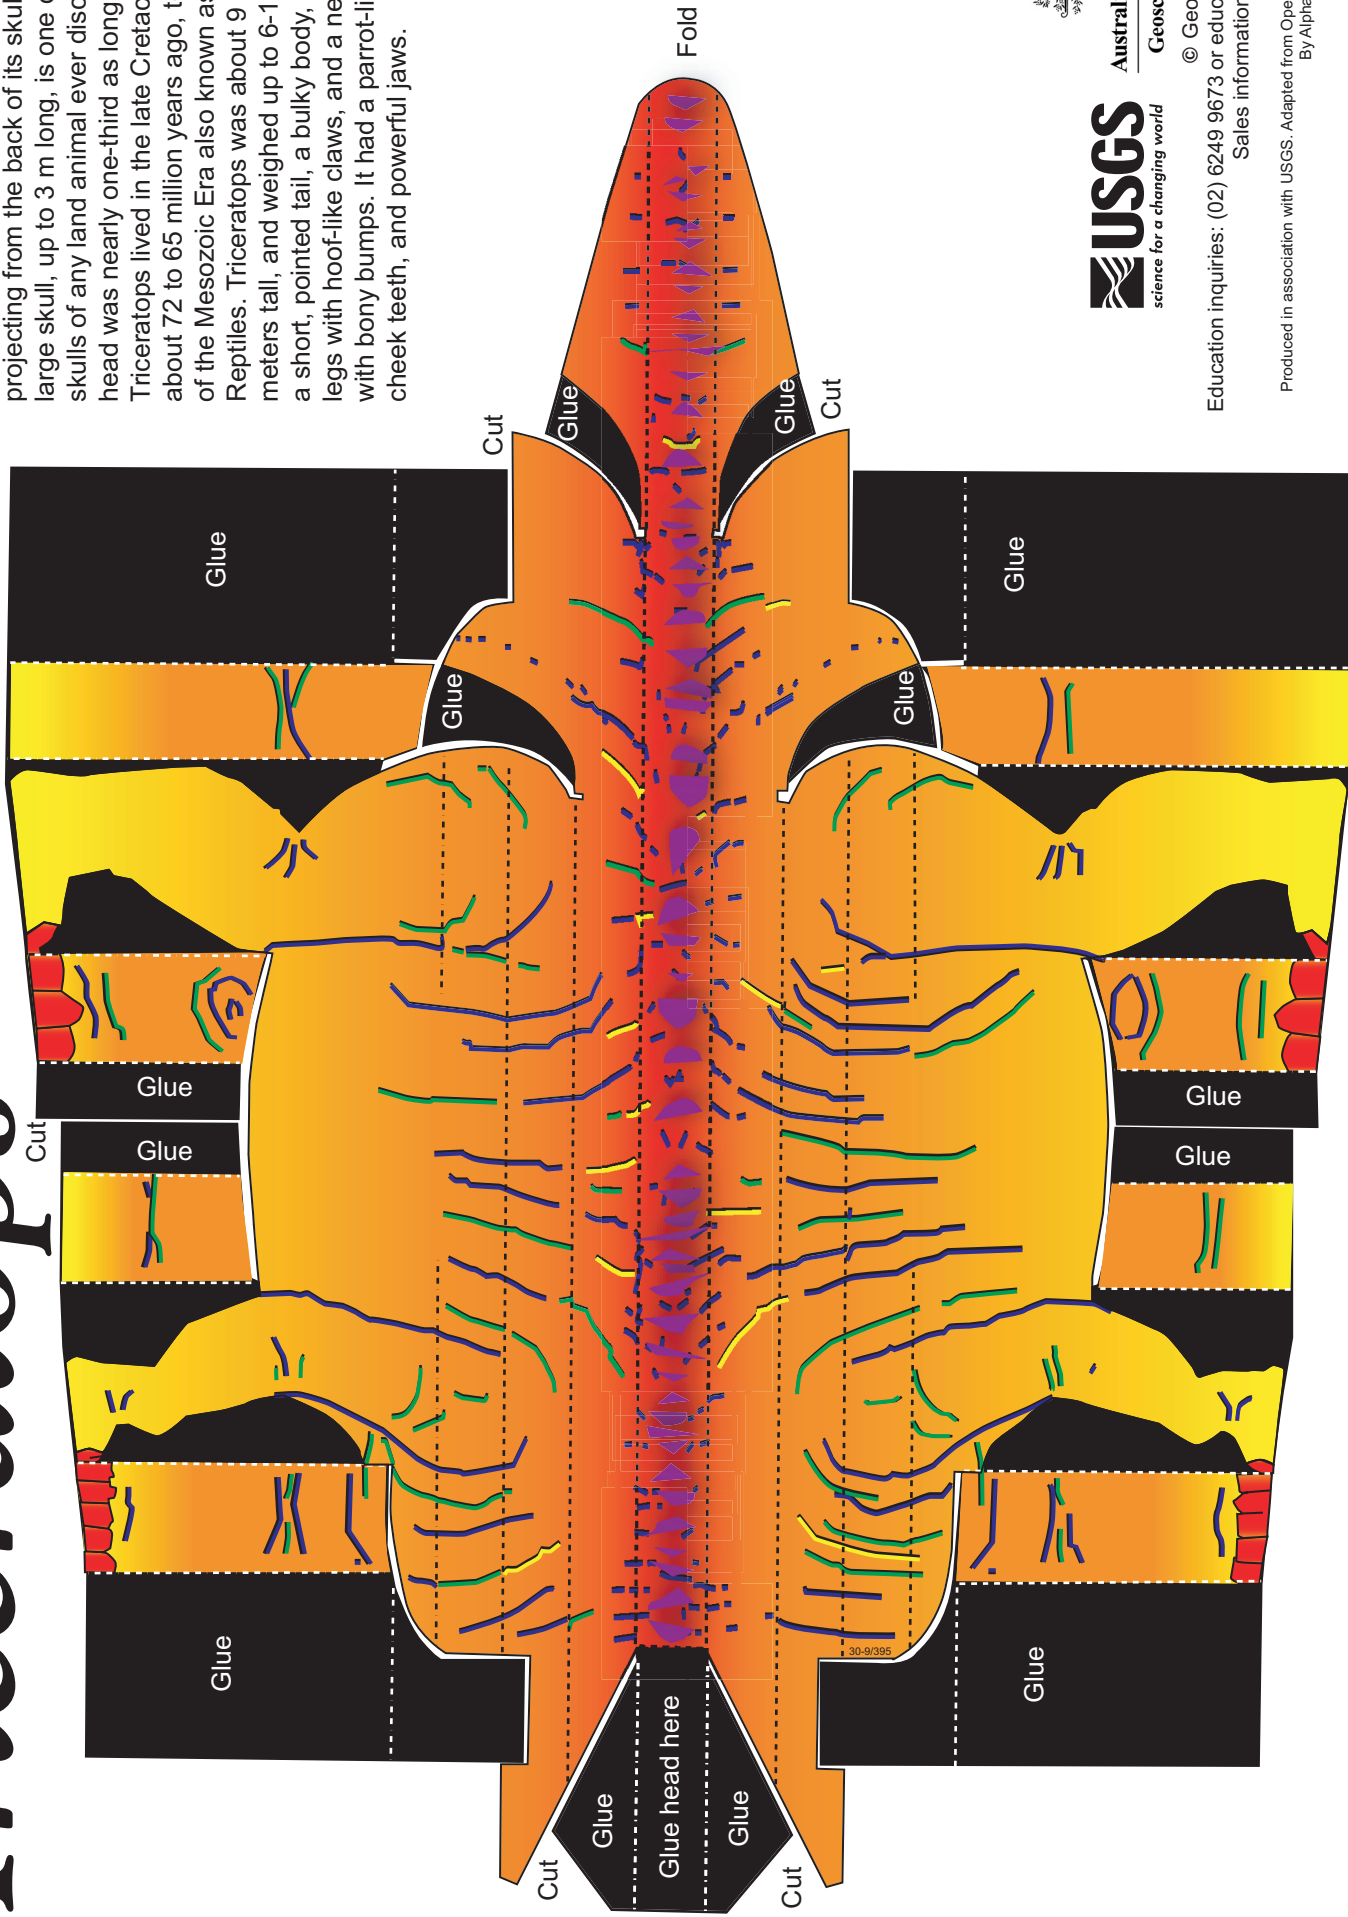 projecting from the back of its skul
large skull, up to 3 m long, is one
skulls of any land animal ever disc
head was nearly one-third as long
Triceratops lived in the late Cretac
about 72 to 65 million years ago, t
of the Mesozoic Era also known as
Reptiles. Triceratops was about 9
meters tall, and weighed up to 6-1
a short, pointed tail, a bulky body,
legs with hoof-like claws, and a ne
with bony bumps. It had a parrot-li
cheek teeth, and powerful jaws.
Cut
Glue
Glue
Glue
Glue
Cut
Glue
Glue
Glue
Cut
Glue
Glue head here
Glue
Cut
Fold
Glue
Cut
Glue
Glue
Glue
Glue
Glue
Cut
30-9/395
USGS
science for a changing world
Austral
Geosc
© Geo
Education inquiries: (02) 6249 9673 or educ
Sales information
Produced in association with USGS. Adapted from Ope
By Alpha